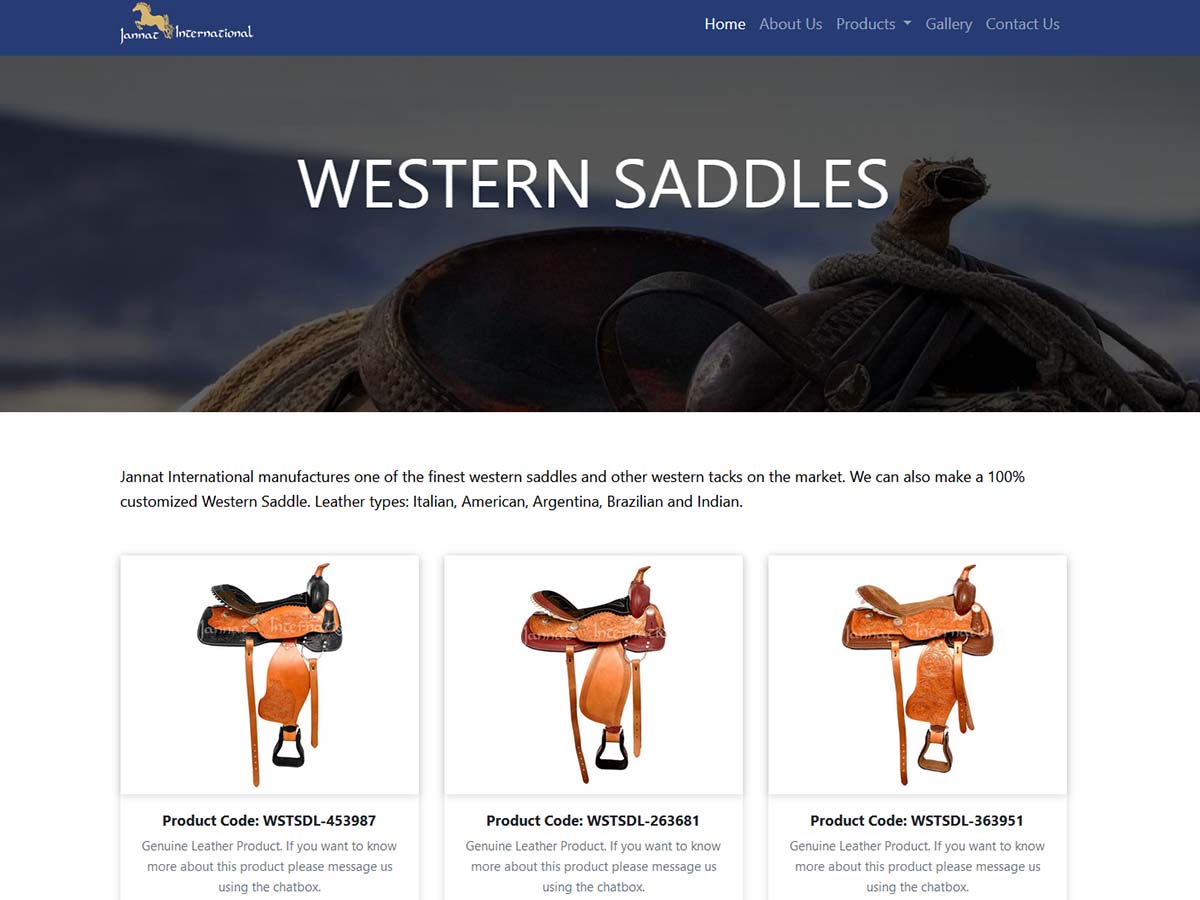 Jannat International
Home About Us Products Gallery Contact Us
WESTERN SADDLES
Jannat International manufactures one of the finest western saddles and other western tacks on the market. We can also make a 100%
customized Western Saddle. Leather types: Italian, American, Argentina, Brazilian and Indian.
Jannat Internatio
Jannat Internatio
Jannat Internatio
Product Code: WSTSDL-453987
Genuine Leather Product. If you want to know
more about this product please message us
using the chatbox.
Product Code: WSTSDL-263681
Genuine Leather Product. If you want to know
more about this product please message us
using the chatbox.
Product Code: WSTSDL-363951
Genuine Leather Product. If you want to know
more about this product please message us
using the chatbox.